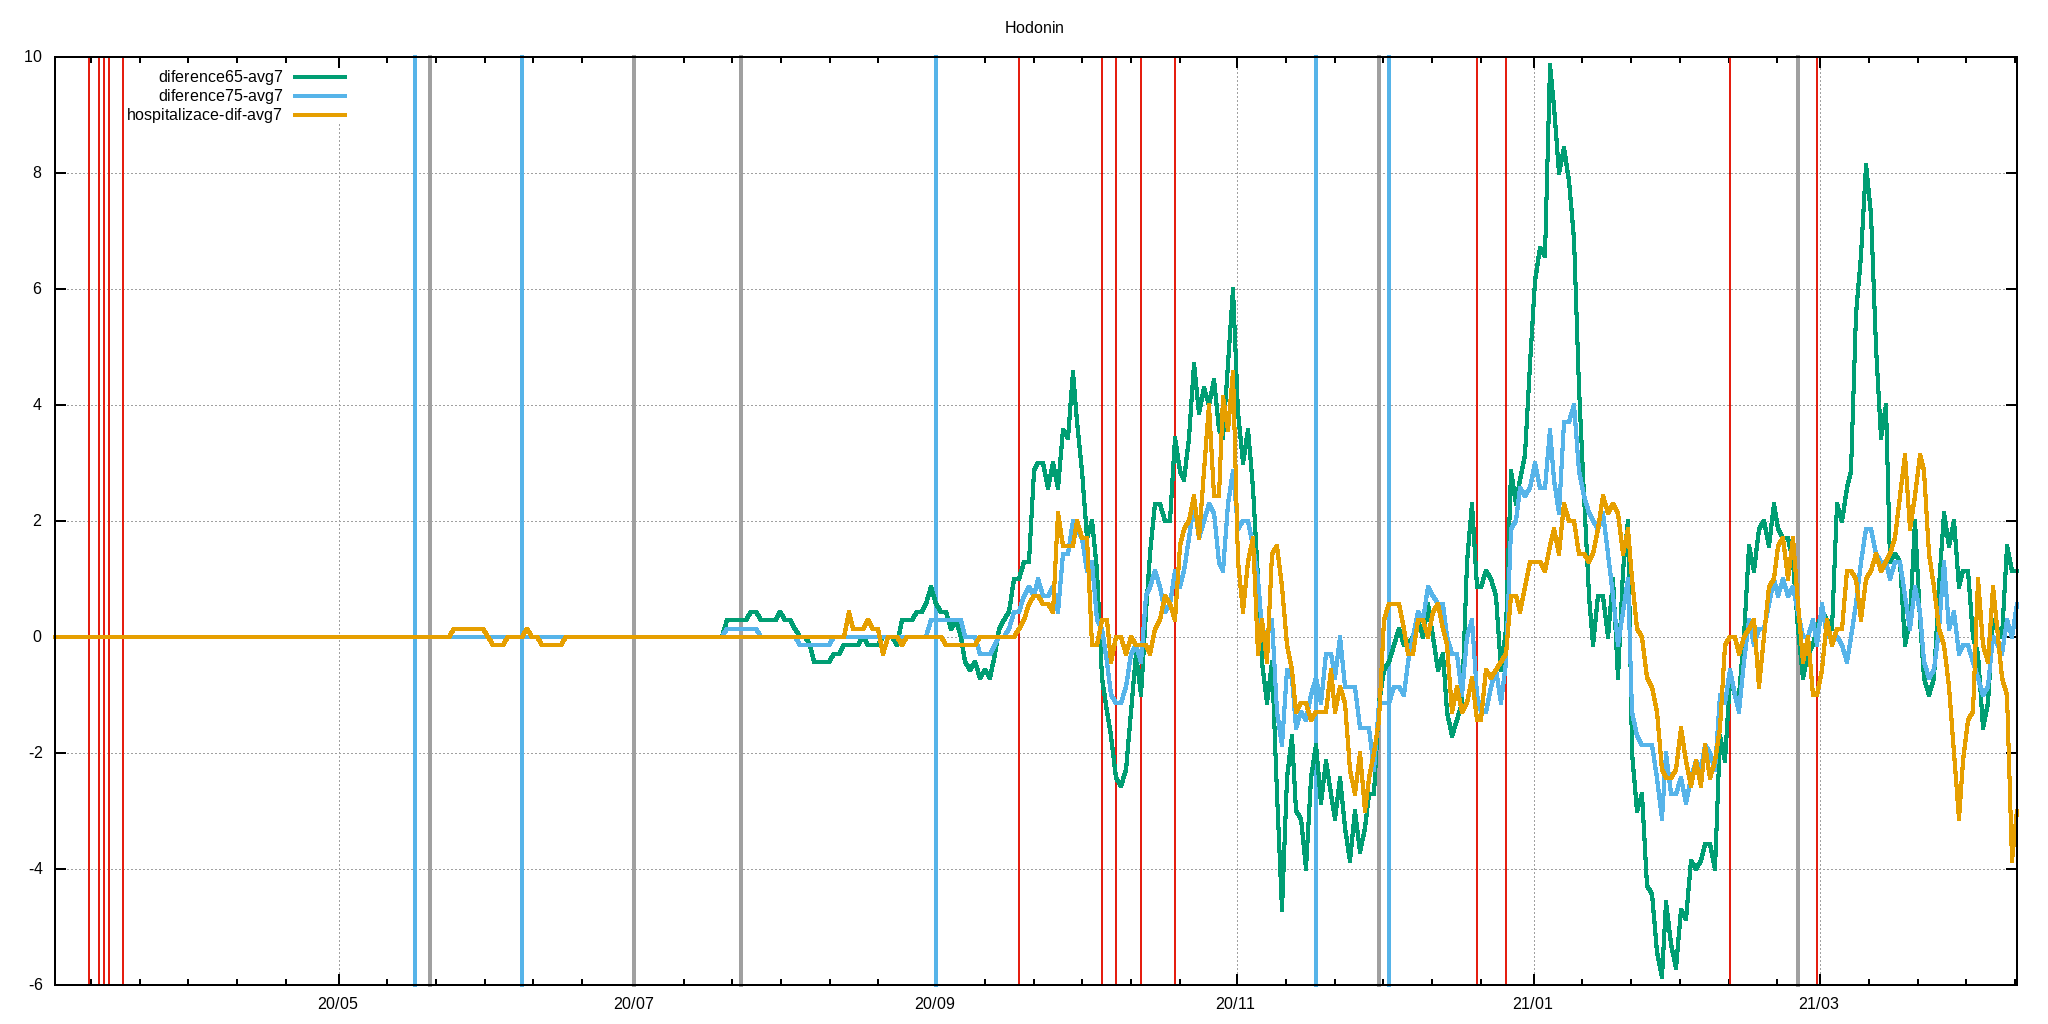 Hodonin
10
diference65-avg7
diference75-avg7
hospitalizace-dif-avg7
8
6
4
2
0
-2
-4
-6
20/05 20/07 20/09 20/11 21/01 21/03